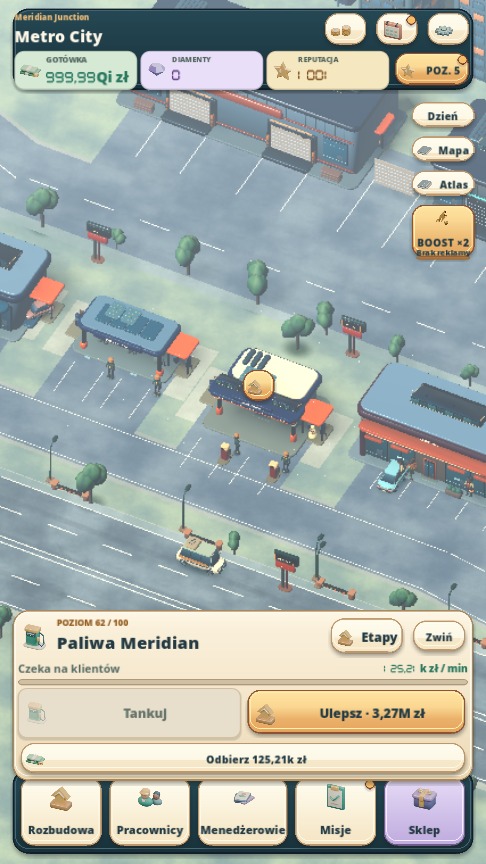 Meridian Junction
Metro City
GOTÓWKA
999,99Qi zł
DIAMENTY
0
REPUTACJA
POZ. 5
Dzień
Mapa
Atlas
BOOST ×2
Brak reklamy
POZIOM 62 / 100
Paliwa Meridian
Etapy
Zwiń
Czeka na klientów
k zł / min
Tankuj
Ulepsz · 3,27M zł
Odbierz 125,21k zł
Rozbudowa
Pracownicy
Menedżerowie
Misje
Sklep